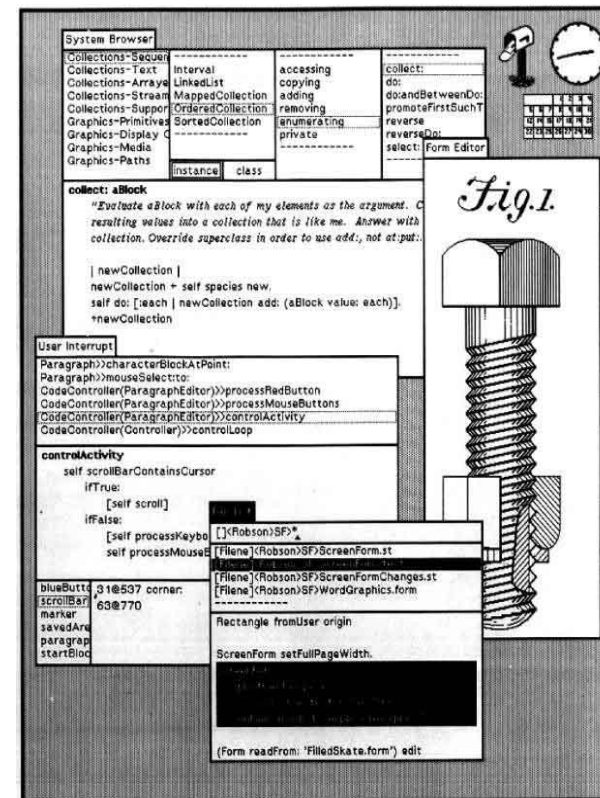 System Browser
Collections-Sequen
Collections-Text
Collections-Arraye
Collections-Stream
Collections-Suppor
Graphics-Primitives
Graphics-Display
Graphics-Media
Graphics-Paths
Interval
LinkedList
MappedCollection
OrderedCollection
SortedCollection
------------
instance class
------------
accessing
copying
adding
removing
enumerating
private
------------
------------
collect:
do:
do:andBetweenDo:
promoteFirstSuchT
reverse
reverseDo:
select:
collect: aBlock
"Evaluate aBlock with each of my elements as the argument. C
resulting values into a collection that is like me. Answer with
collection. Override superclass in order to use add:, not at:put:.
| newCollection |
newCollection ← self species new.
self do: [:each | newCollection add: (aBlock value: each)].
↑newCollection
Form Editor
Fig.1.
User Interrupt
Paragraph>>characterBlockAtPoint:
Paragraph>>mouseSelect:to:
CodeController(ParagraphEditor)>>processRedButton
CodeController(ParagraphEditor)>>processMouseButtons
CodeController(ParagraphEditor)>>controlActivity
CodeController(Controller)>>controlLoop
controlActivity
self scrollBarContainsCursor
ifTrue:
[self scroll]
ifFalse:
[self processKeybo
self processMouseB
blueButto
scrollBar
marker
savedAre
paragrap
startBloc
31@537 corner:
63@770
[]<Robson>SF>*
[Filene]<Robson>SF>ScreenForm.st
[Filene]<Robson>SF>ScreenFormChanges.st
[Filene]<Robson>SF>WordGraphics.form
------------
Rectangle fromUser origin
ScreenForm setFullPageWidth.
(Form readFrom: 'FilledSkate.form') edit